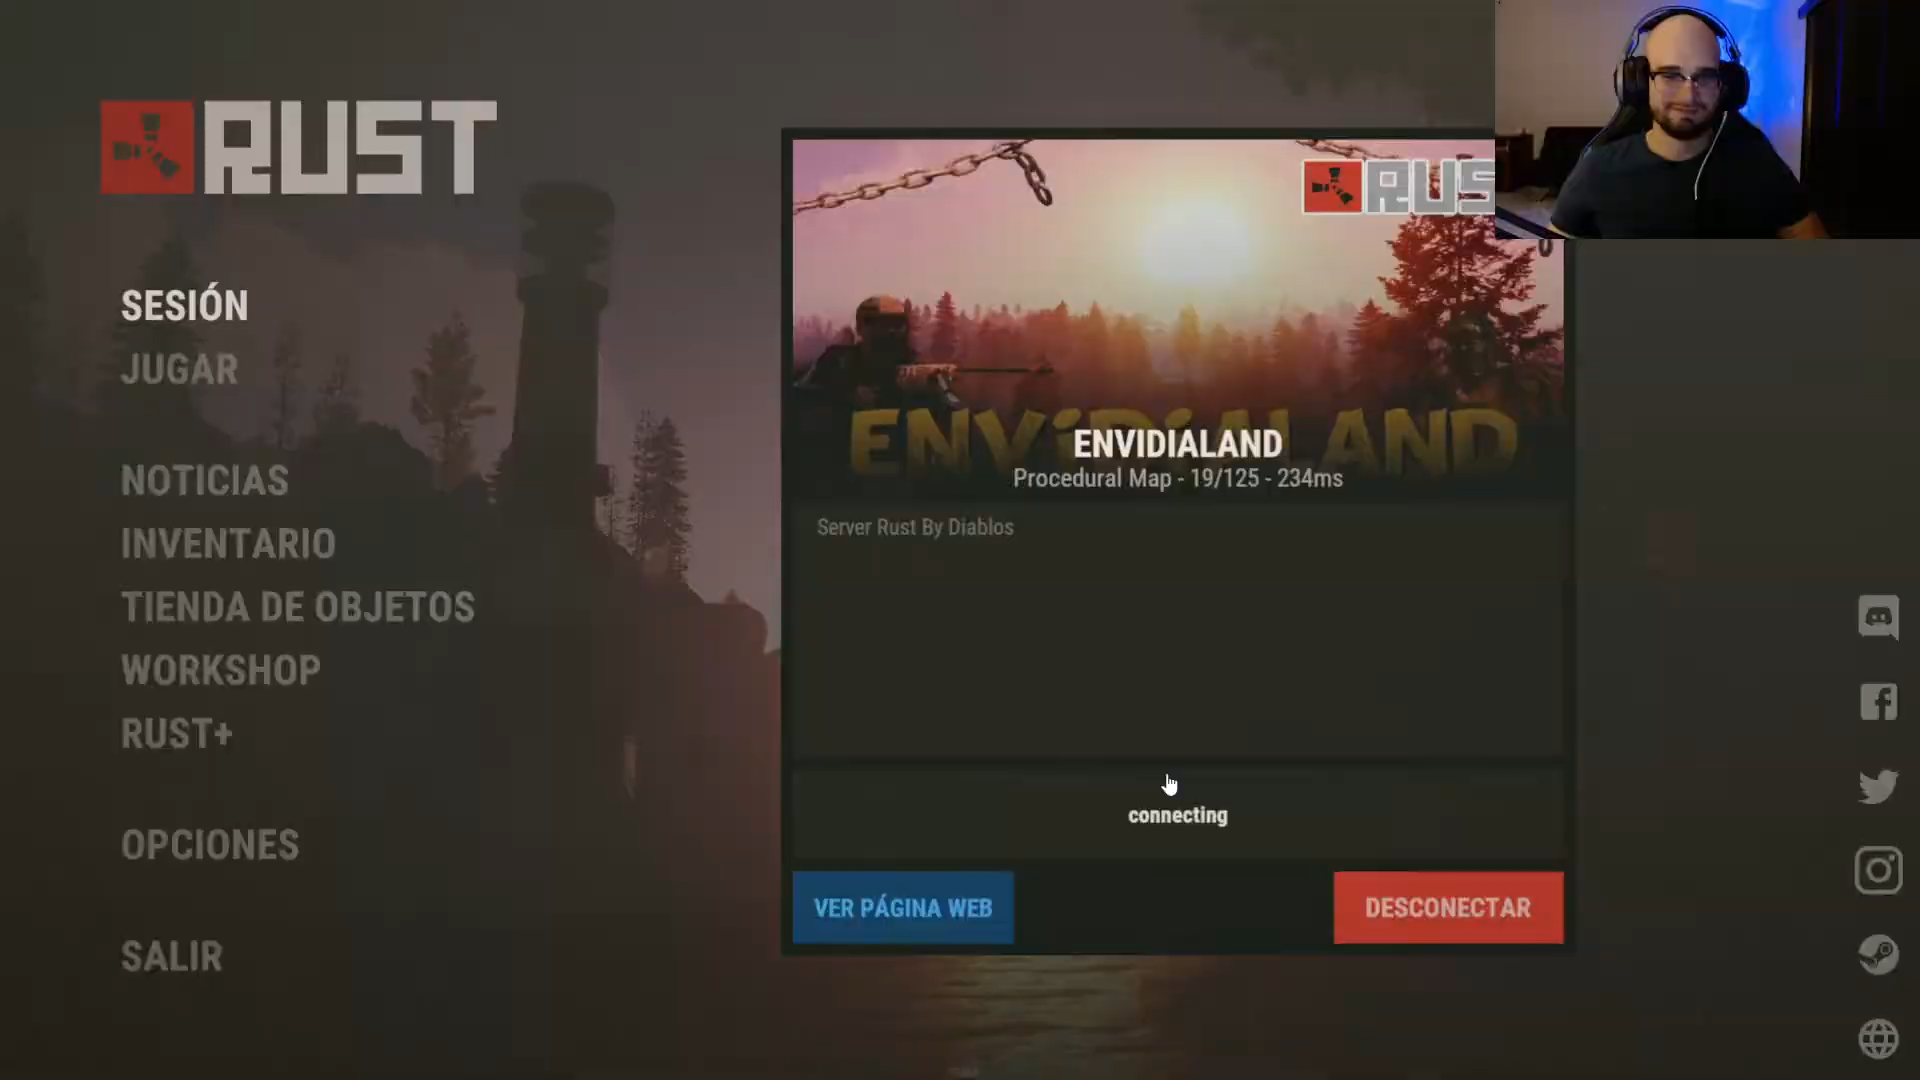 RUST
SESIÓN
JUGAR
NOTICIAS
INVENTARIO
TIENDA DE OBJETOS
WORKSHOP
RUST+
OPCIONES
SALIR
RUS
ENViDiALAND
ENVIDIALAND
Procedural Map - 19/125 - 234ms
Server Rust By Diablos
connecting
VER PÁGINA WEB
DESCONECTAR